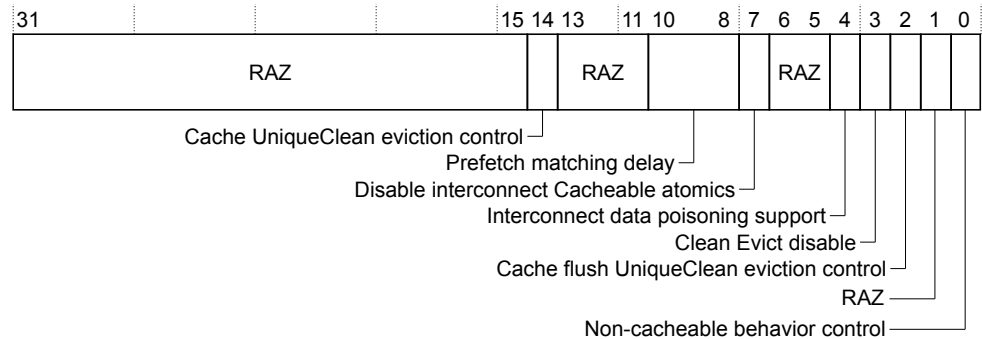 31 15 14 13 11 10 8 7 6 5 4 3 2 1 0
RAZ RAZ RAZ
Cache UniqueClean eviction control
Prefetch matching delay
Disable interconnect Cacheable atomics
Interconnect data poisoning support
Clean Evict disable
Cache flush UniqueClean eviction control
RAZ
Non-cacheable behavior control